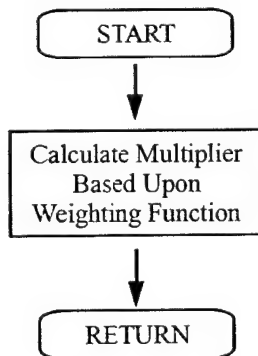 START
Calculate Multiplier
Based Upon
Weighting Function
RETURN